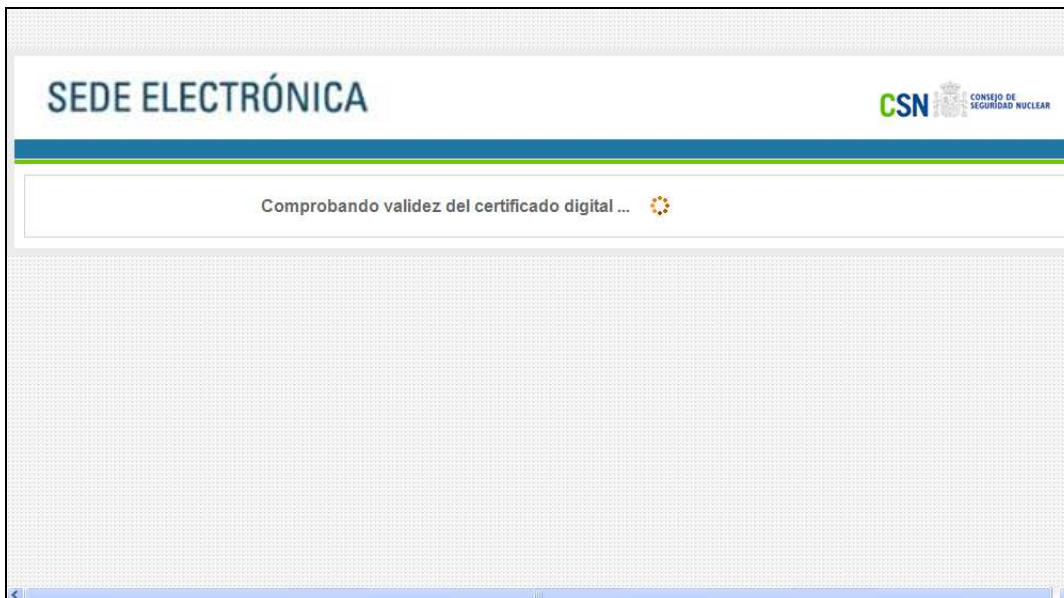 SEDE ELECTRÓNICA
CSN
CONSEJO DE
SEGURIDAD NUCLEAR
Comprobando validez del certificado digital ...